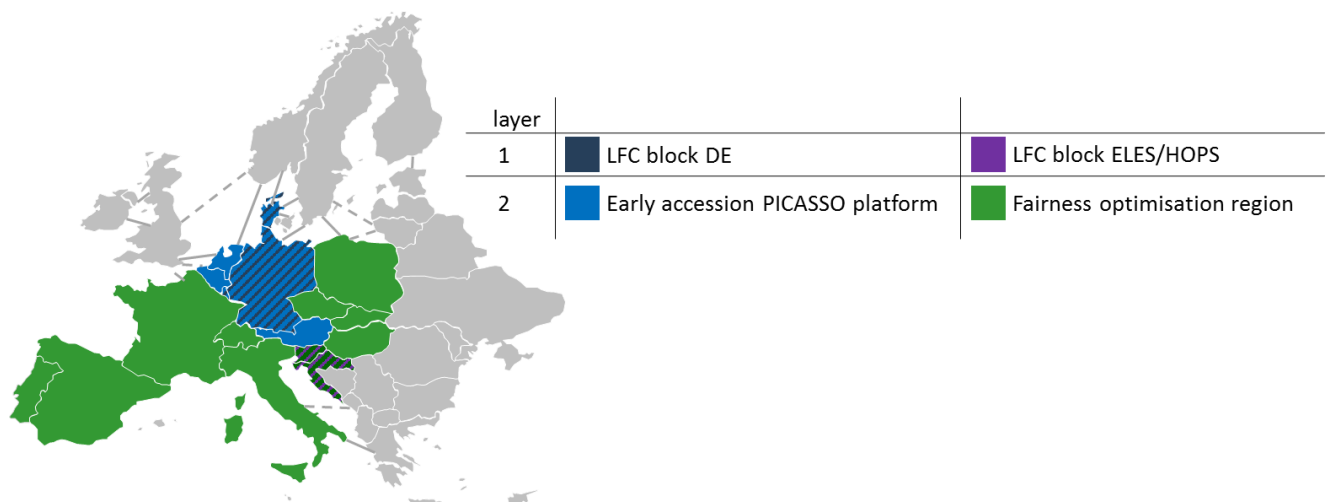 layer
1 LFC block DE LFC block ELES/HOPS
2 Early accession PICASSO platform Fairness optimisation region